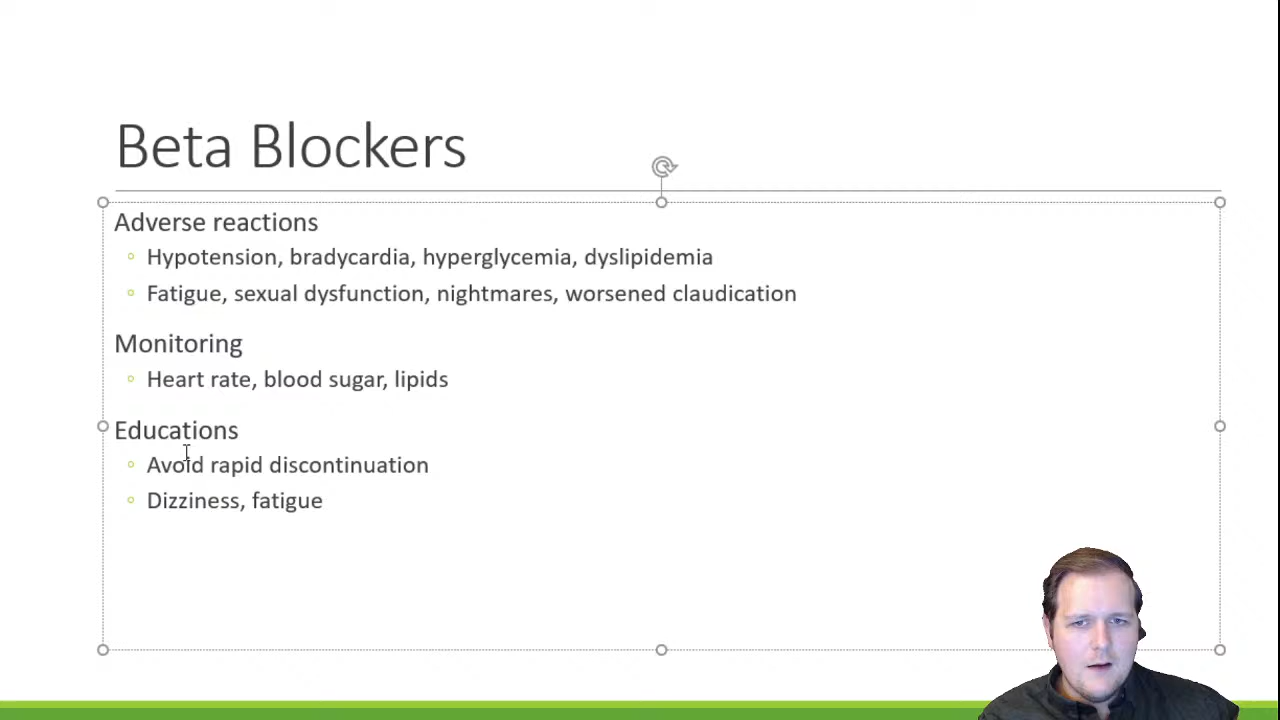 Beta Blockers
Adverse reactions
Hypotension, bradycardia, hyperglycemia, dyslipidemia
Fatigue, sexual dysfunction, nightmares, worsened claudication
Monitoring
Heart rate, blood sugar, lipids
Educations
Avoid rapid discontinuation
Dizziness, fatigue